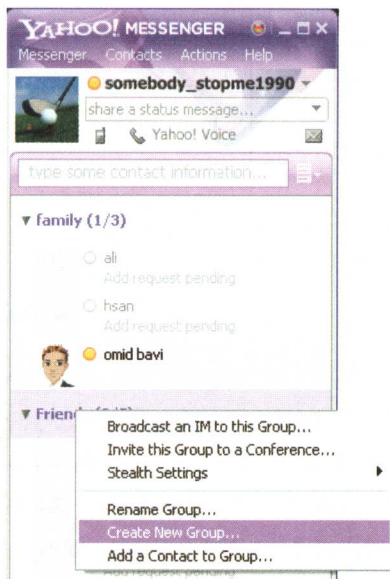 YAHOO! MESSENGER
Messenger Contacts Actions Help
somebody_stopme1990
share a status message...
Yahoo! Voice
type some contact information...
family (1/3)
ali
Add request pending
hsan
Add request pending
omid bavi
Broadcast an IM to this Group...
Invite this Group to a Conference...
Stealth Settings
Rename Group...
Create New Group...
Add a Contact to Group...